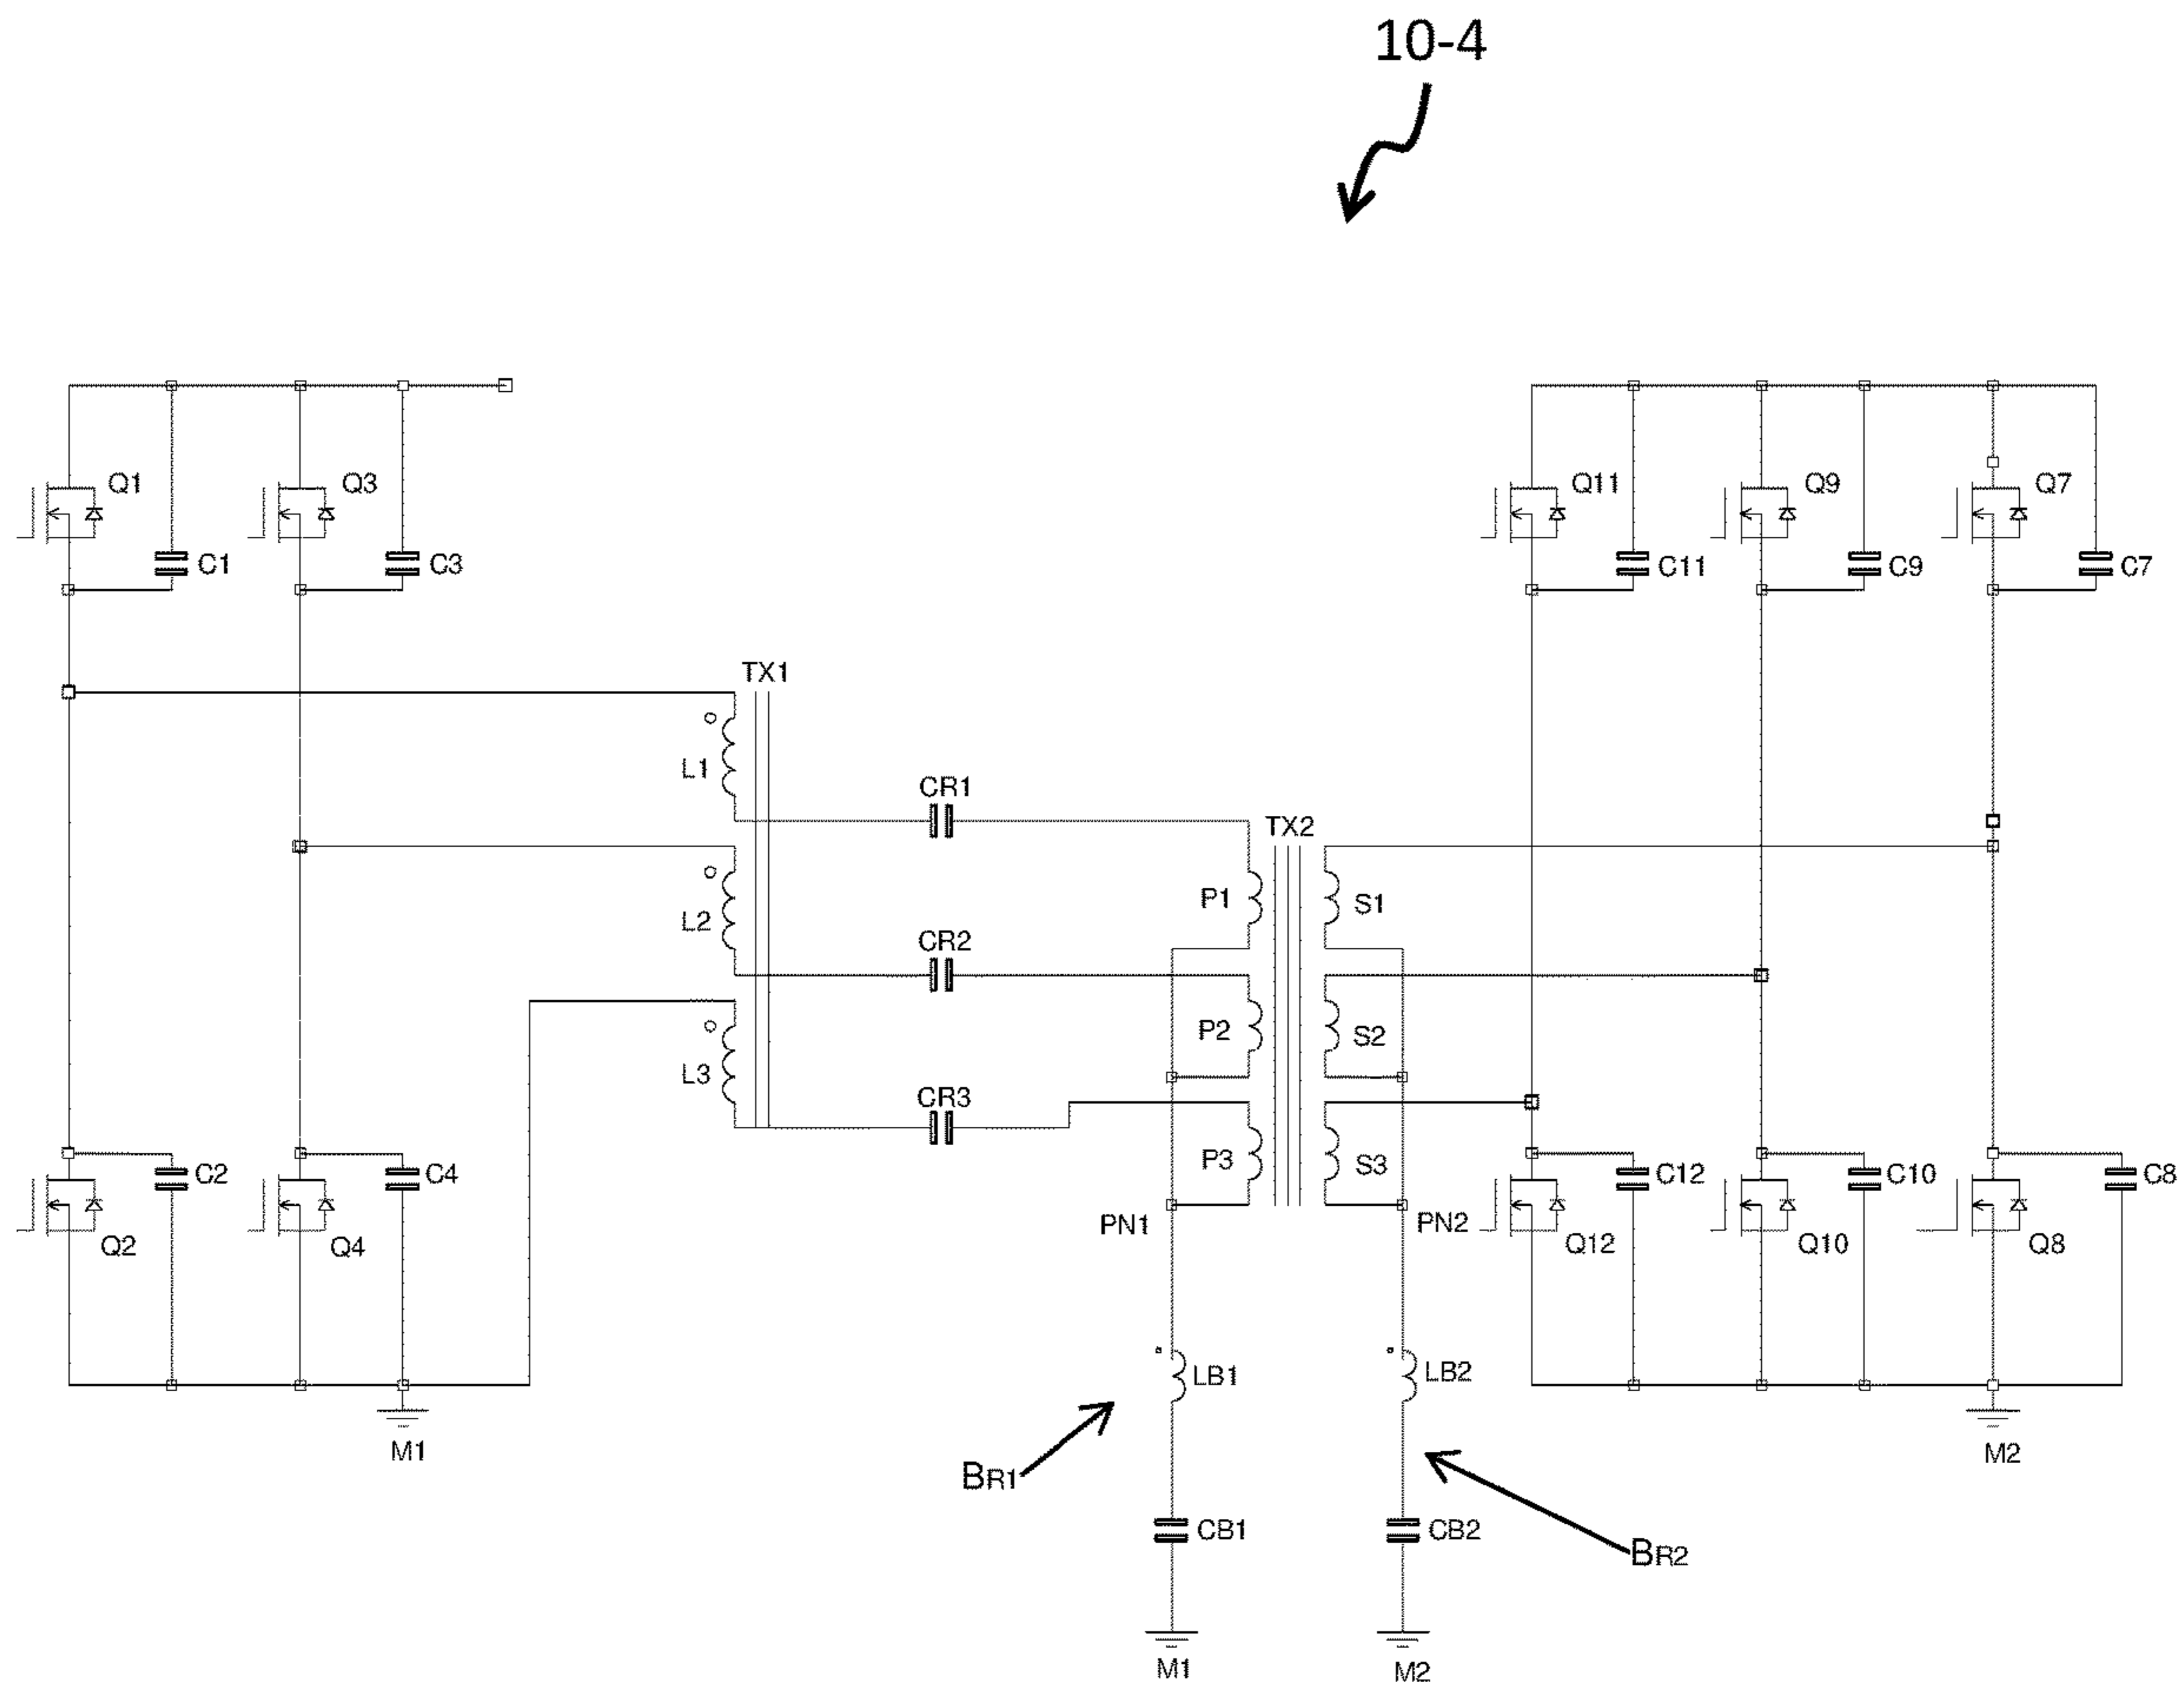 10-4
Q1
Q3
Q11
Q9
Q7
C1
C3
C11
C9
C7
TX1
L1
CR1
TX2
P1
S1
L2
CR2
P2
S2
L3
CR3
P3
S3
C2
C4
C12
C10
C8
PN1
PN2
Q2
Q4
Q12
Q10
Q8
LB1
LB2
M1
M2
BR1
CB1
CB2
BR2
M1
M2